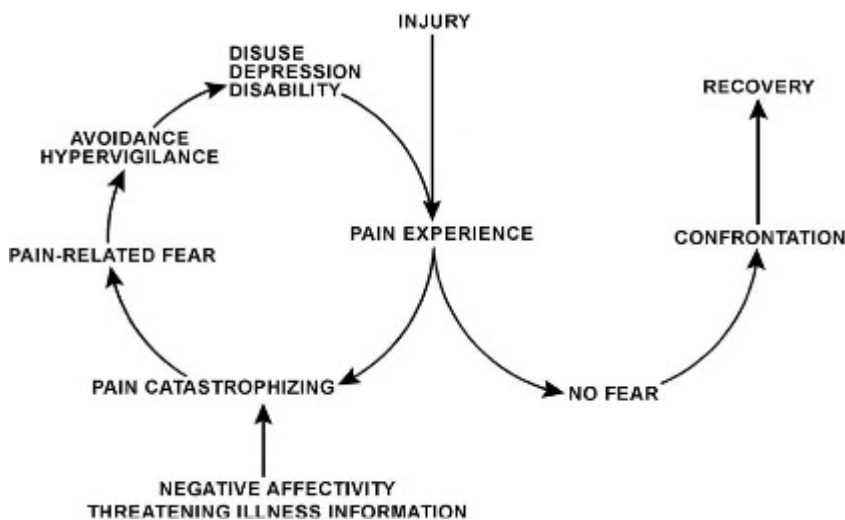 INJURY
DISUSE
DEPRESSION
DISABILITY
RECOVERY
AVOIDANCE
HYPERVIGILANCE
PAIN EXPERIENCE
CONFRONTATION
PAIN-RELATED FEAR
PAIN CATASTROPHIZING
NO FEAR
NEGATIVE AFFECTIVITY
THREATENING ILLNESS INFORMATION